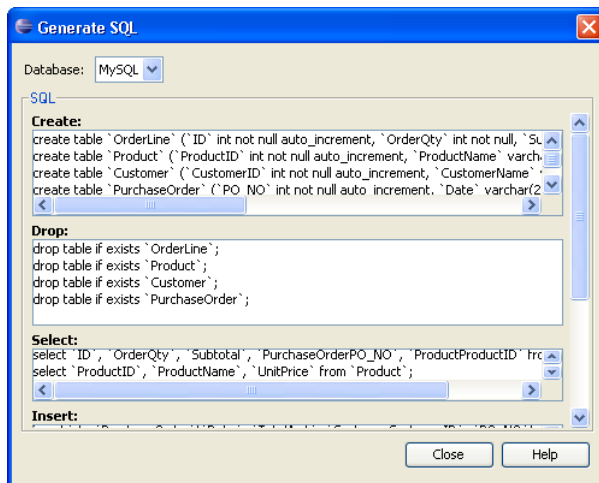 Generate SQL
Database: MySQL
SQL
Create:
create table `OrderLine` (`ID` int not null auto_increment, `OrderQty` int not null, `Su
create table `Product` (`ProductID` int not null auto_increment, `ProductName` varch
create table `Customer` (`CustomerID` int not null auto_increment, `CustomerName`
create table `PurchaseOrder` (`PO_NO` int not null auto_increment, `Date` varchar(2
Drop:
drop table if exists `OrderLine`;
drop table if exists `Product`;
drop table if exists `Customer`;
drop table if exists `PurchaseOrder`;
Select:
select `ID`, `OrderQty`, `Subtotal`, `PurchaseOrderPO_NO`, `ProductProductID` fro
select `ProductID`, `ProductName`, `UnitPrice` from `Product`;
Insert:
Close Help